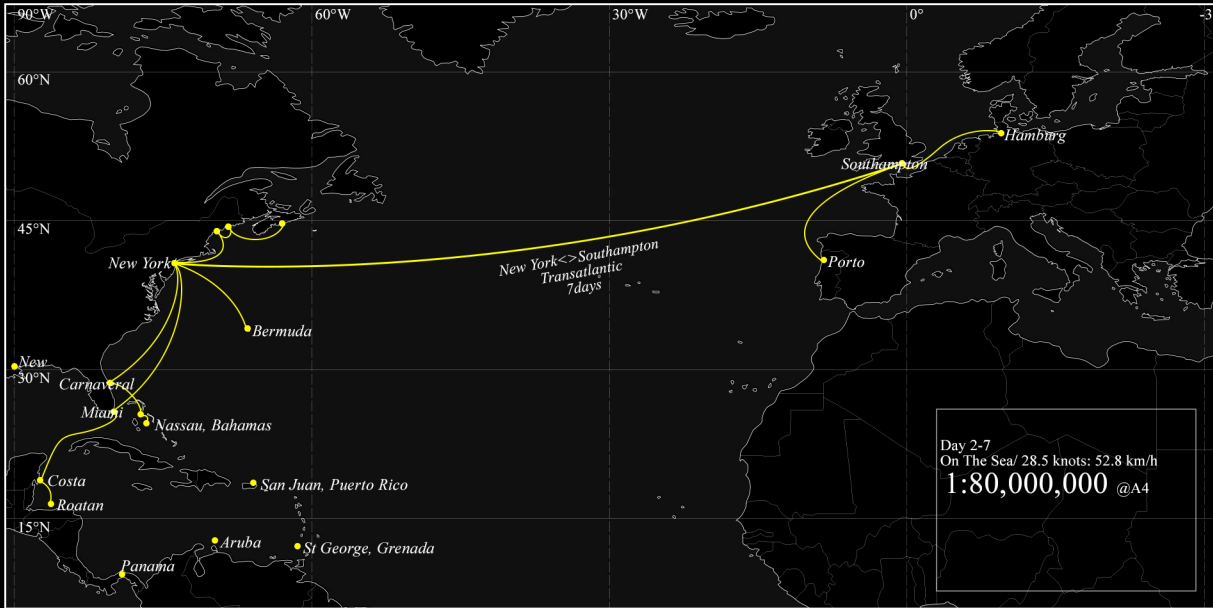 90°W
60°W
30°W
0°
-3
60°N
Hamburg
Southampton
45°N
New York<>Southampton
Transatlantic
7days
New York
Porto
Bermuda
New
30°N
Carnaveral
Miami
Nassau, Bahamas
Day 2-7
On The Sea/ 28.5 knots: 52.8 km/h
1:80,000,000 @A4
Costa
San Juan, Puerto Rico
Roatan
15°N
Aruba
St George, Grenada
Panama